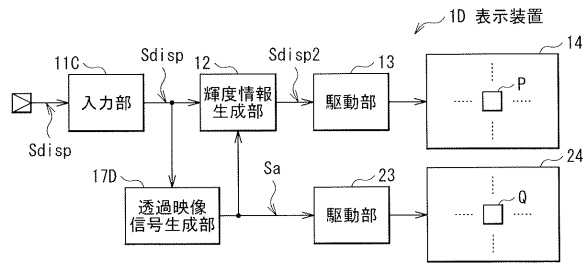 1D 表示装置
11C
Sdisp
12
Sdisp2
13
14
入力部
輝度情報
生成部
駆動部
P
Sdisp
17D
Sa
23
24
透過映像
信号生成部
駆動部
Q